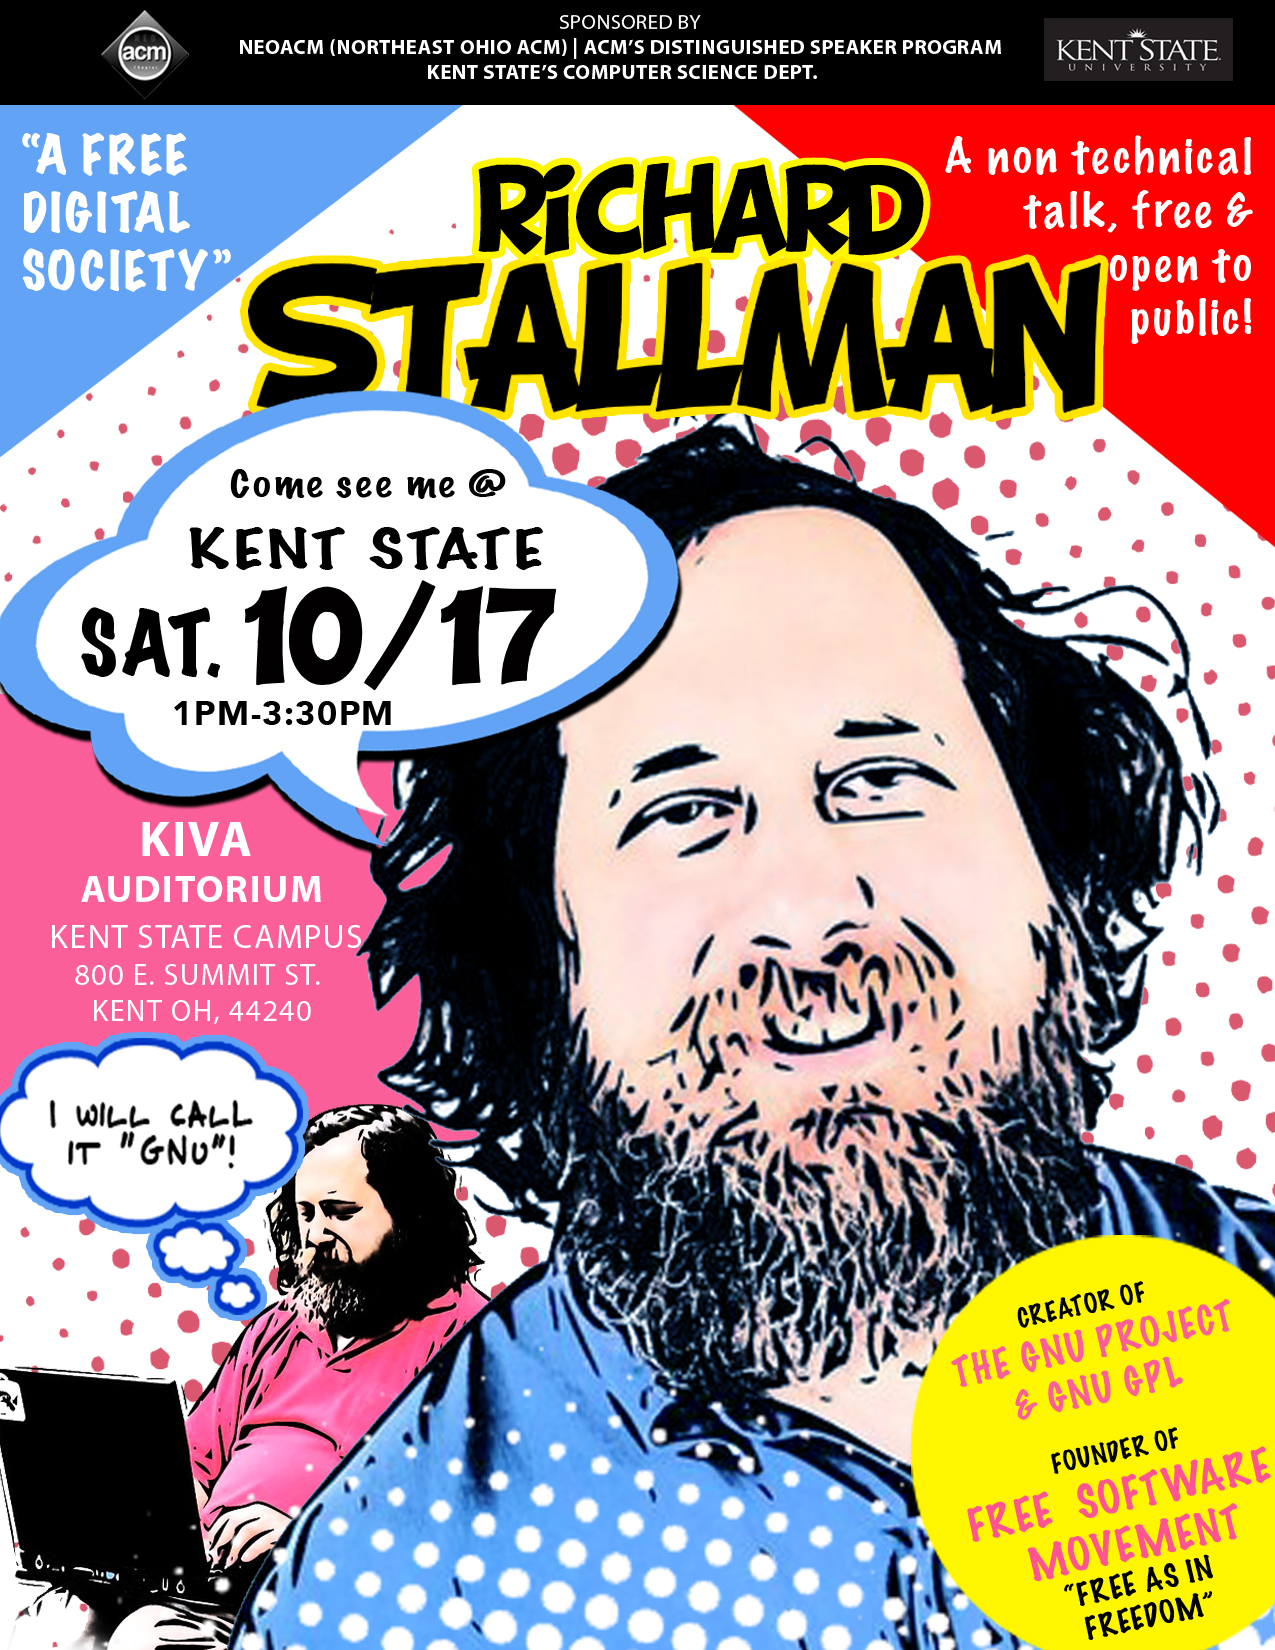 SPONSORED BY
NEOACM (NORTHEAST OHIO ACM) | ACM'S DISTINGUISHED SPEAKER PROGRAM
KENT STATE'S COMPUTER SCIENCE DEPT.
acm
KENT STATE
UNIVERSITY
"A FREE
DIGITAL
SOCIETY"
RiCHARD
STALLMAN
A non technical
talk, free &
open to
public!
Come see me @
KENT STATE
SAT. 10/17
1PM-3:30PM
KIVA
AUDITORIUM
KENT STATE CAMPUS
800 E. SUMMIT ST.
KENT OH, 44240
I WILL CALL
IT "GNU"!
CREATOR OF
THE GNU PROJECT
& GNU GPL
FOUNDER OF
FREE SOFTWARE
MOVEMENT
"FREE AS IN
FREEDOM"